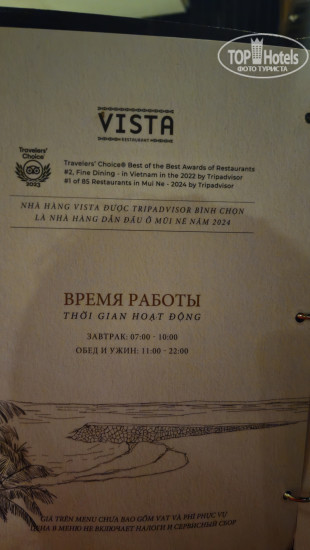 TOPHotels
ФОТО ТУРИСТА
VISTA
RESTAURANT
Travelers' Choice® Best of the Best Awards of Restaurants
#2, Fine Dining - in Vietnam in the 2022 by Tripadvisor
#1 of 85 Restaurants in Mui Ne - 2024 by Tripadvisor
Travelers'
Choice
2023
NHÀ HÀNG VISTA ĐƯỢC TRIPADVISOR BÌNH CHỌN
LÀ NHÀ HÀNG DẪN ĐẦU Ở MŨI NÉ NĂM 2024
ВРЕМЯ РАБОТЫ
THỜI GIAN HOẠT ĐỘNG
ЗАВТРАК: 07:00 - 10:00
ОБЕД И УЖИН: 11:00 - 22:00
GIÁ TRÊN MENU CHƯA BAO GỒM VAT VÀ PHÍ PHỤC VỤ
ЦЕНА В МЕНЮ НЕ ВКЛЮЧАЕТ НАЛОГИ И СЕРВИСНЫЙ СБОР